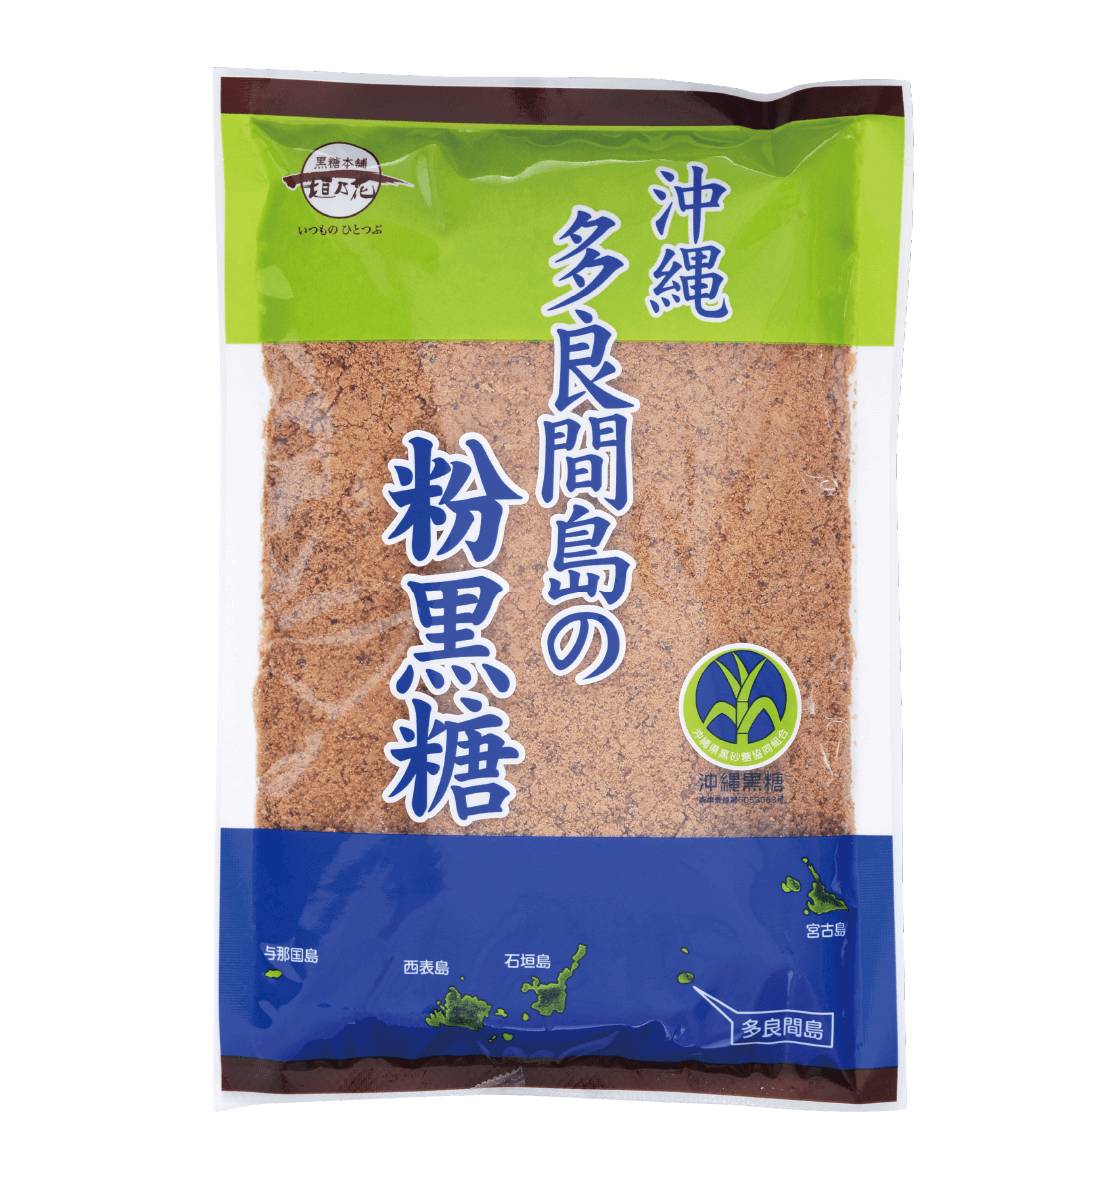 黒糖本舗
垣乃花
いつもの ひとつぶ
沖縄
多良間島の
粉黒糖
沖縄県黒砂糖協同組合
沖縄黒糖
与那国島
西表島
石垣島
多良間島
宮古島